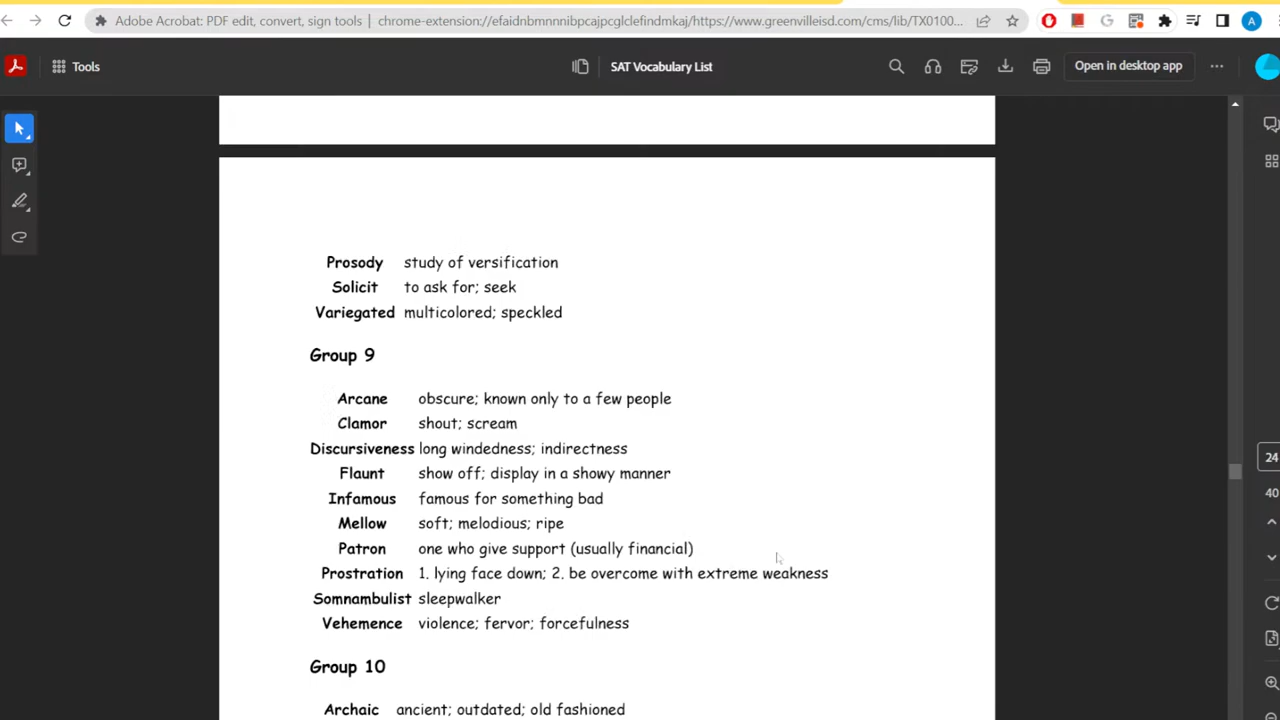 Adobe Acrobat: PDF edit, convert, sign tools | chrome-extension://efaidnbmnnnibpcajpcglclefindmkaj/https://www.greenvilleisd.com/cms/lib/TX0100...
A
Tools
SAT Vocabulary List
Open in desktop app
Prosody study of versification
Solicit to ask for; seek
Variegated multicolored; speckled
Group 9
Arcane obscure; known only to a few people
Clamor shout; scream
Discursiveness long windedness; indirectness
24
Flaunt show off; display in a showy manner
40
Infamous famous for something bad
Mellow soft; melodious; ripe
Patron one who give support (usually financial)
Prostration 1. lying face down; 2. be overcome with extreme weakness
Somnambulist sleepwalker
Vehemence violence; fervor; forcefulness
Group 10
Archaic ancient; outdated; old fashioned